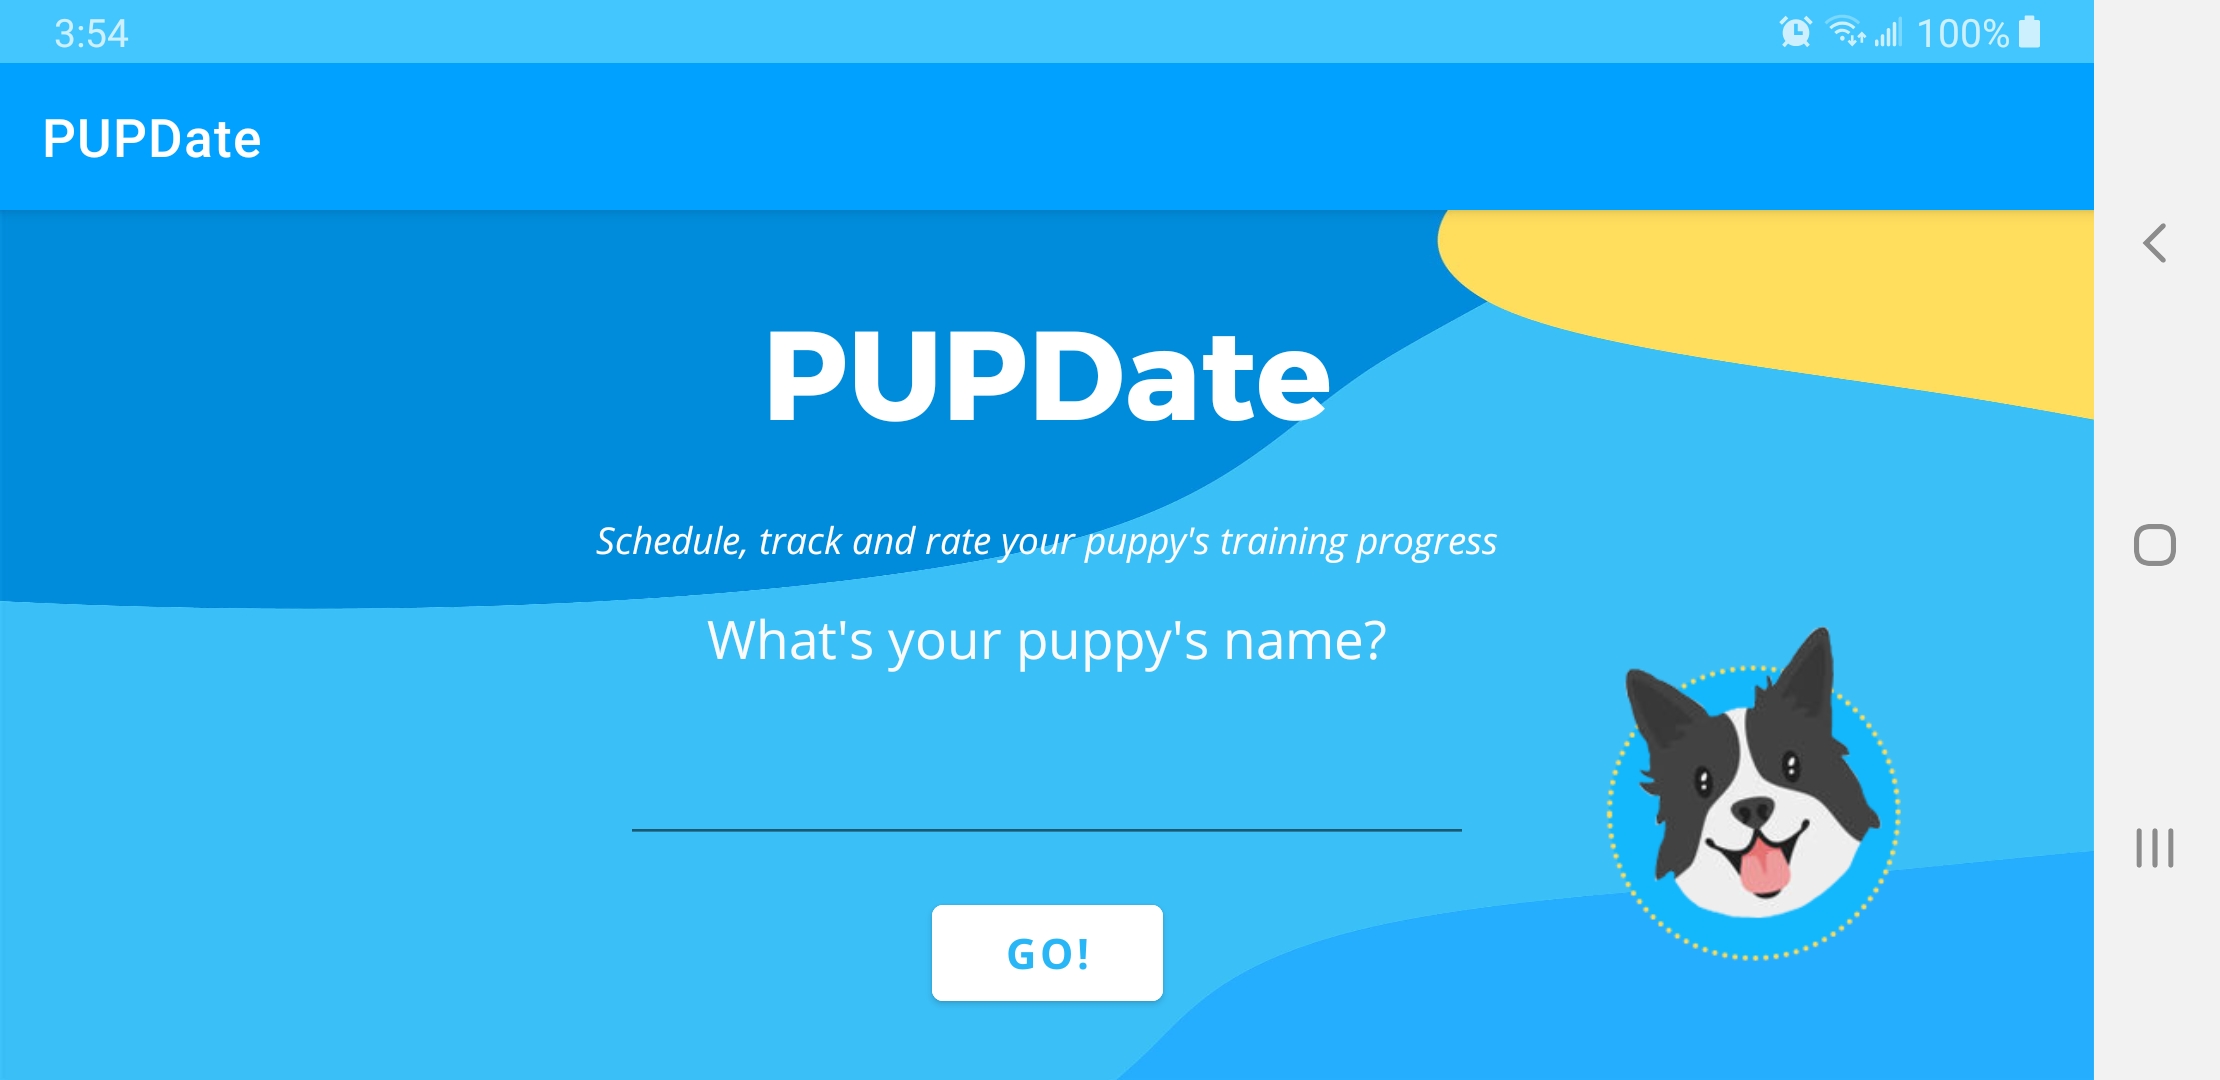 3:54
100%
PUPDate
PUPDate
Schedule, track and rate your puppy's training progress
What's your puppy's name?
GO!